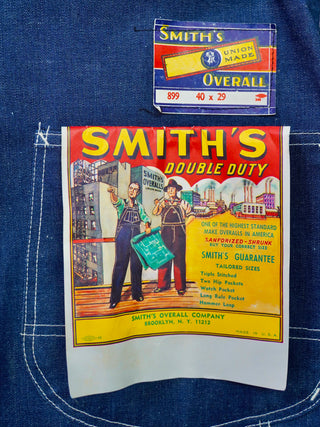 SMITH'S
UNION
MADE
OVERALL
899 40 x 29
SMITH'S
DOUBLE DUTY
SMITH'S
OVERALLS
ONE OF THE HIGHEST STANDARD
MAKE OVERALLS IN AMERICA
SANFORIZED-SHRUNK
BUY YOUR CORRECT SIZE
SMITH'S GUARANTEE
TAILORED SIZES
Triple Stitched
Two Hip Pockets
Watch Pocket
Long Rule Pocket
Hammer Loop
SMITH'S OVERALL COMPANY
BROOKLYN, N. Y. 11212
MADE IN U.S.A.